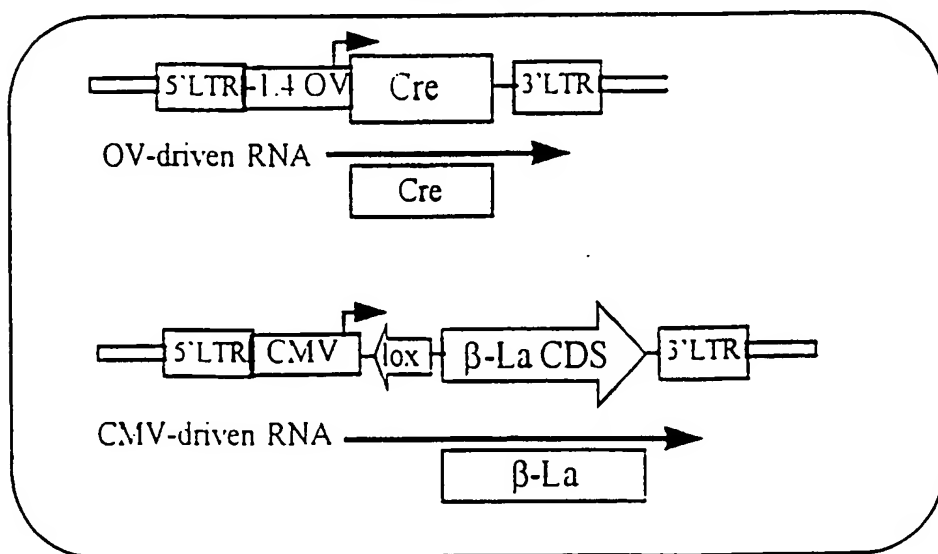 5'LTR -1.4 OV Cre 3'LTR
OV-driven RNA
Cre
5'LTR CMV lox β-La CDS 3'LTR
CMV-driven RNA
β-La